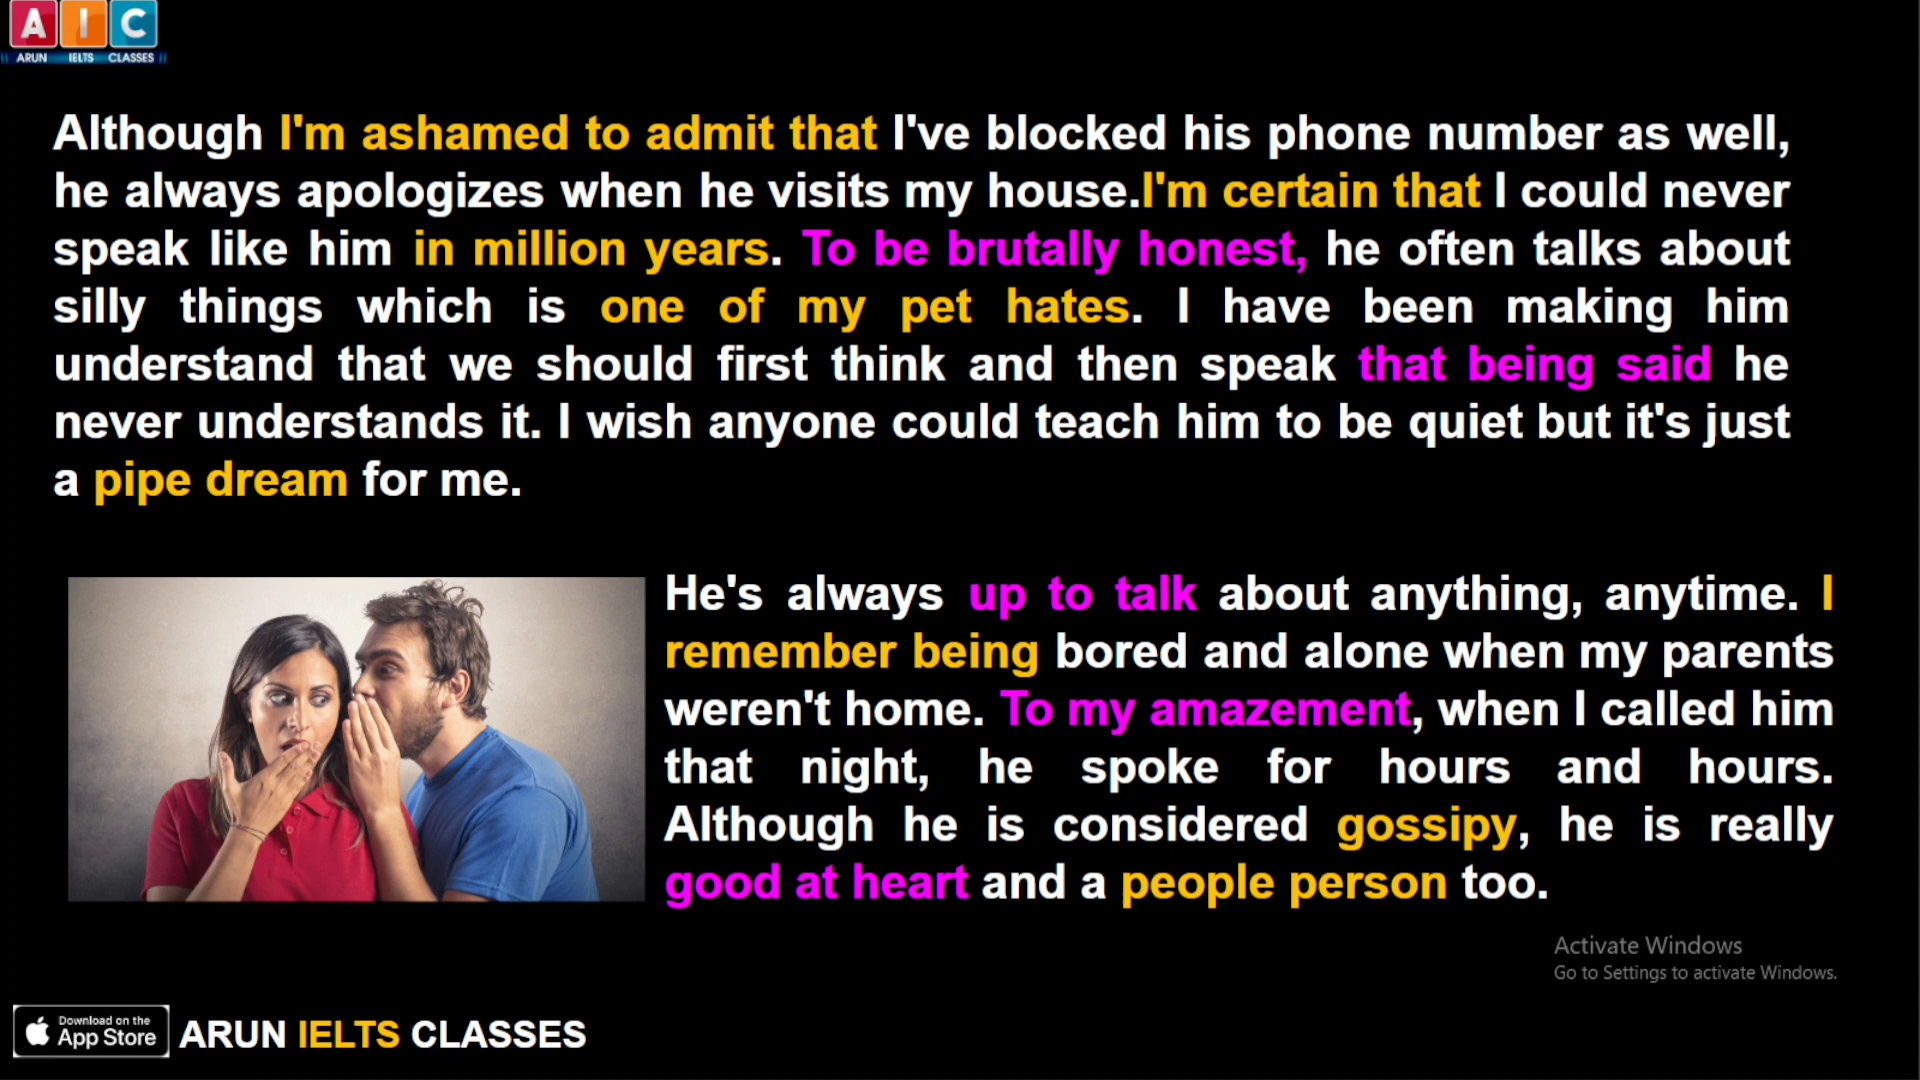 A I C
ARUN IELTS CLASSES
Although I'm ashamed to admit that I've blocked his phone number as well,
he always apologizes when he visits my house.I'm certain that I could never
speak like him in million years. To be brutally honest, he often talks about
silly things which is one of my pet hates. I have been making him
understand that we should first think and then speak that being said he
never understands it. I wish anyone could teach him to be quiet but it's just
a pipe dream for me.
He's always up to talk about anything, anytime. I
remember being bored and alone when my parents
weren't home. To my amazement, when I called him
that night, he spoke for hours and hours.
Although he is considered gossipy, he is really
good at heart and a people person too.
Activate Windows
Go to Settings to activate Windows.
Download on the
App Store
ARUN IELTS CLASSES